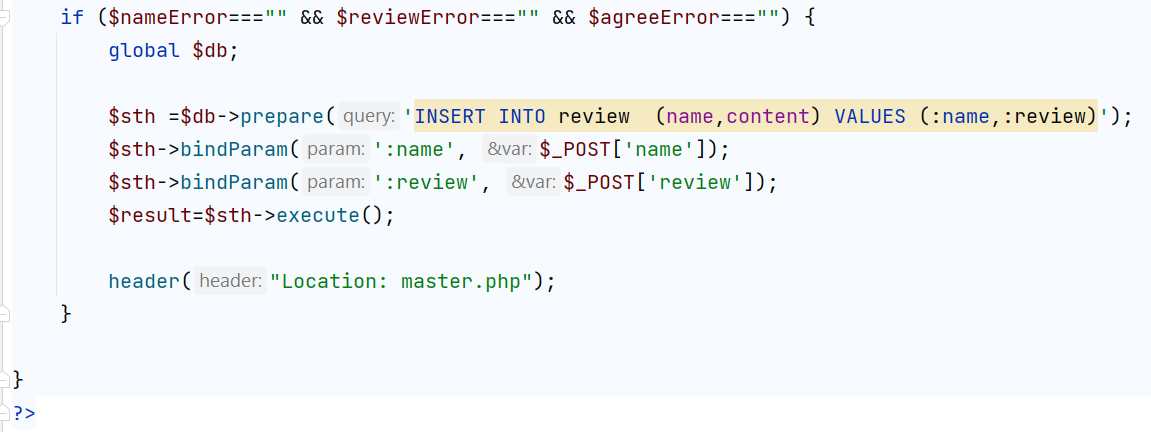 if ($nameError==="" && $reviewError==="" && $agreeError==="") {
global $db;
$sth =$db->prepare( query: 'INSERT INTO review  (name,content) VALUES (:name,:review)');
$sth->bindParam( param: ':name', &var: $_POST['name']);
$sth->bindParam( param: ':review', &var: $_POST['review']);
$result=$sth->execute();
header( header: "Location: master.php");
}
}
?>